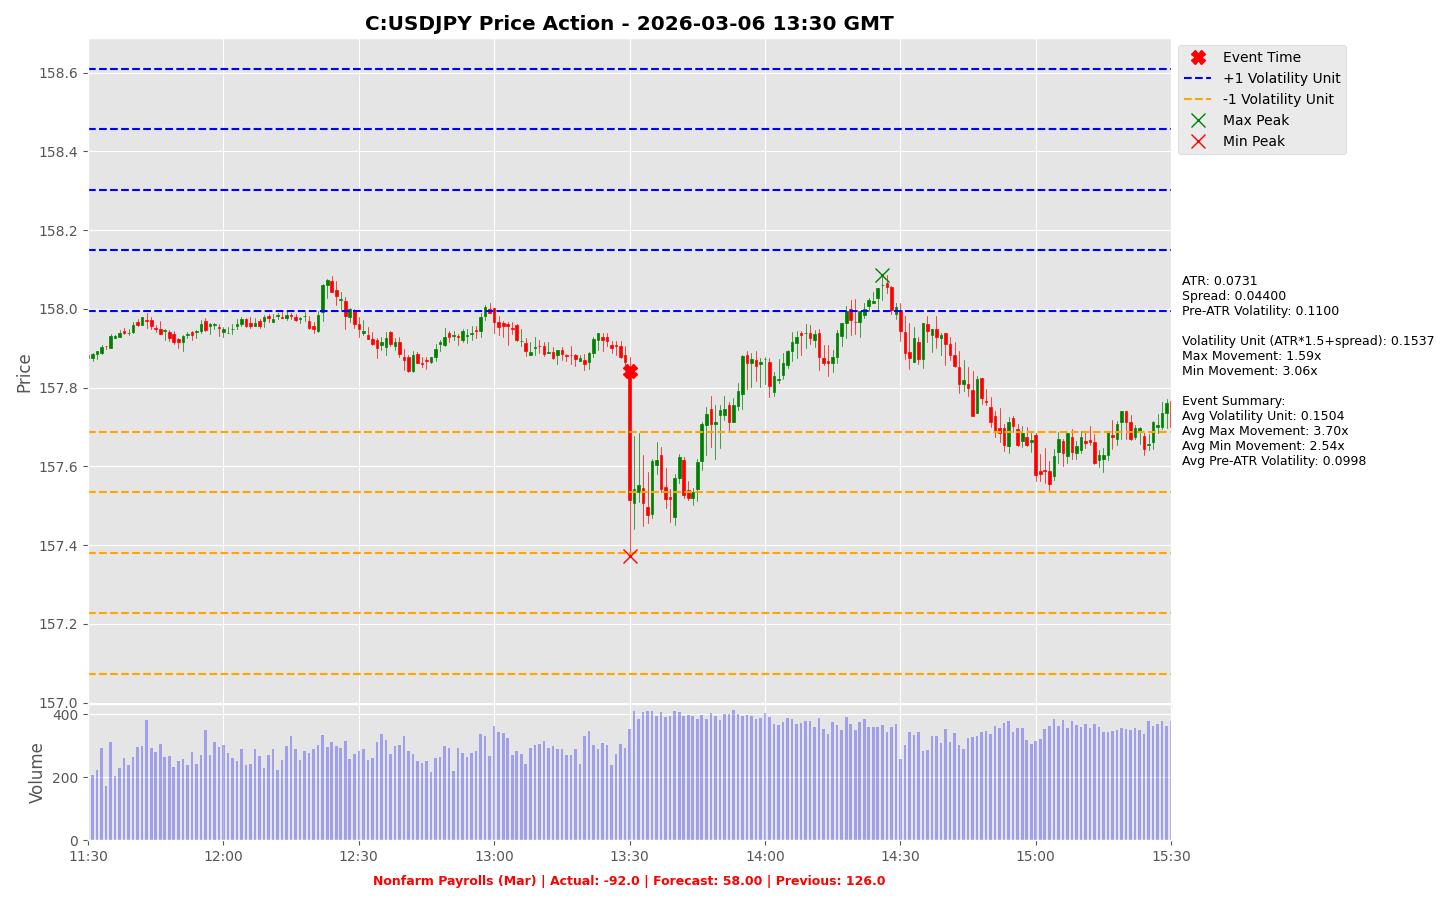 C:USDJPY Price Action - 2026-03-06 13:30 GMT
Event Time
+1 Volatility Unit
-1 Volatility Unit
Max Peak
Min Peak
Price
158.6
158.4
158.2
158.0
157.8
157.6
157.4
157.2
157.0
ATR: 0.0731
Spread: 0.04400
Pre-ATR Volatility: 0.1100
Volatility Unit (ATR*1.5+spread): 0.1537
Max Movement: 1.59x
Min Movement: 3.06x
Event Summary:
Avg Volatility Unit: 0.1504
Avg Max Movement: 3.70x
Avg Min Movement: 2.54x
Avg Pre-ATR Volatility: 0.0998
Volume
400
200
0
11:30 12:00 12:30 13:00 13:30 14:00 14:30 15:00 15:30
Nonfarm Payrolls (Mar) | Actual: -92.0 | Forecast: 58.00 | Previous: 126.0